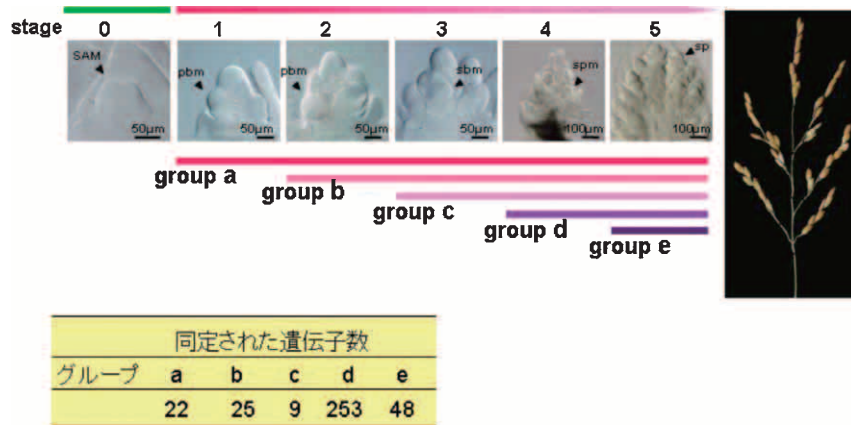 stage 0 1 2 3 4 5
SAM pbm pbm sbm spm sp
50μm 50μm 50μm 50μm 100μm 100μm
group a
group b
group c
group d
group e
同定された遺伝子数
グループ a b c d e
22 25 9 253 48